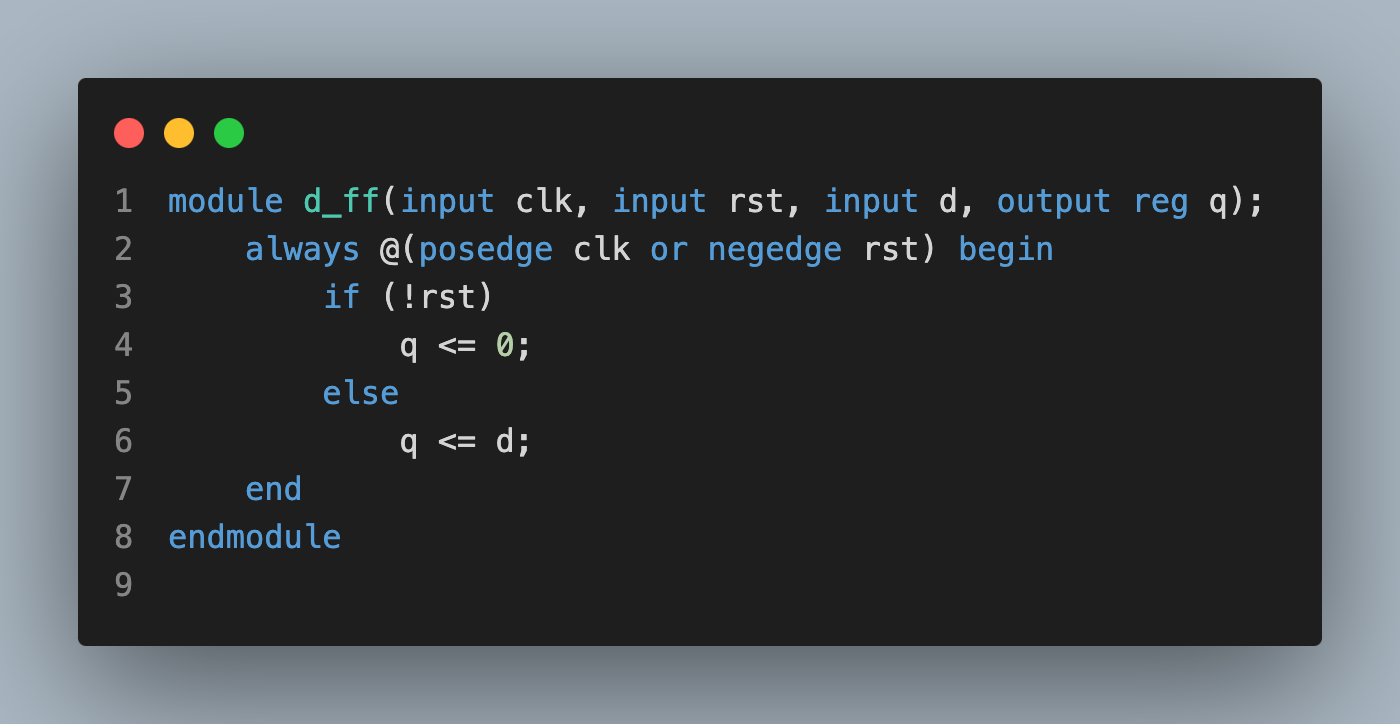 1 module d_ff(input clk, input rst, input d, output reg q);
2     always @(posedge clk or negedge rst) begin
3         if (!rst)
4             q <= 0;
5         else
6             q <= d;
7     end
8 endmodule
9